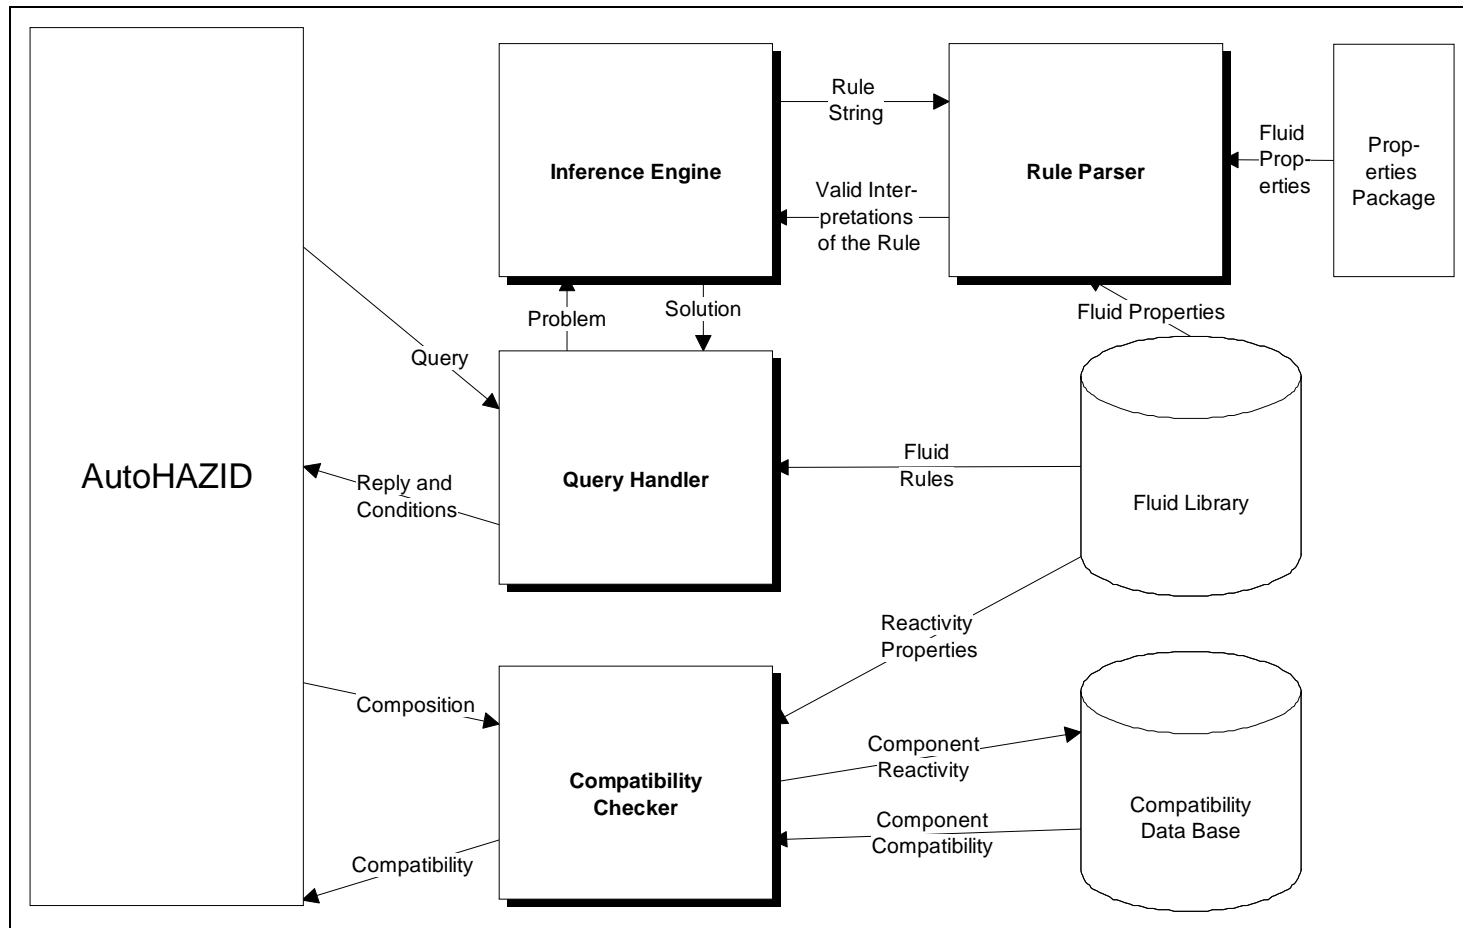 Rule
String
Fluid
Prop-
erties
Prop-
erties
Package
Inference Engine
Rule Parser
Valid Inter-
pretations
of the Rule
Problem
Solution
Fluid Properties
Query
AutoHAZID
Reply and
Conditions
Query Handler
Fluid
Rules
Fluid Library
Reactivity
Properties
Composition
Component
Reactivity
Compatibility
Checker
Compatibility
Data Base
Component
Compatibility
Compatibility